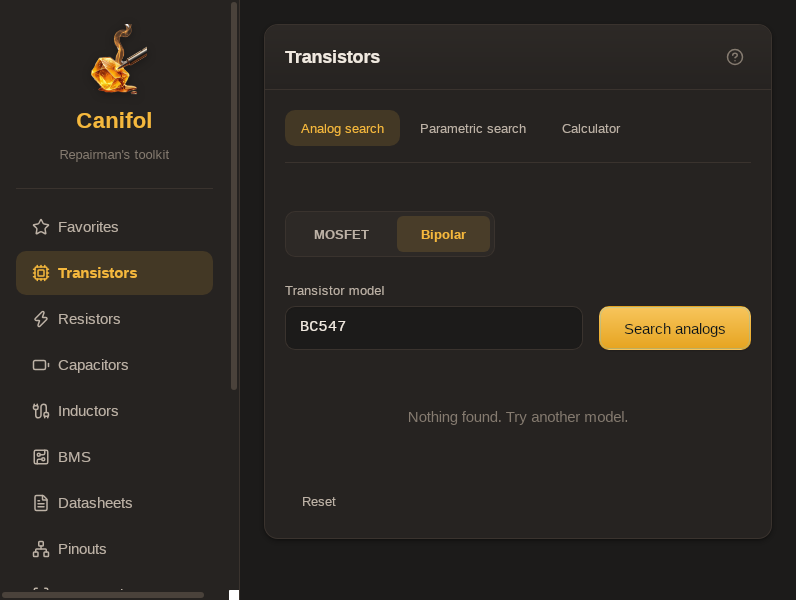 Canifol
Repairman's toolkit
Favorites
Transistors
Resistors
Capacitors
Inductors
BMS
Datasheets
Pinouts
Transistors
Analog search
Parametric search
Calculator
MOSFET
Bipolar
Transistor model
BC547
Search analogs
Nothing found. Try another model.
Reset